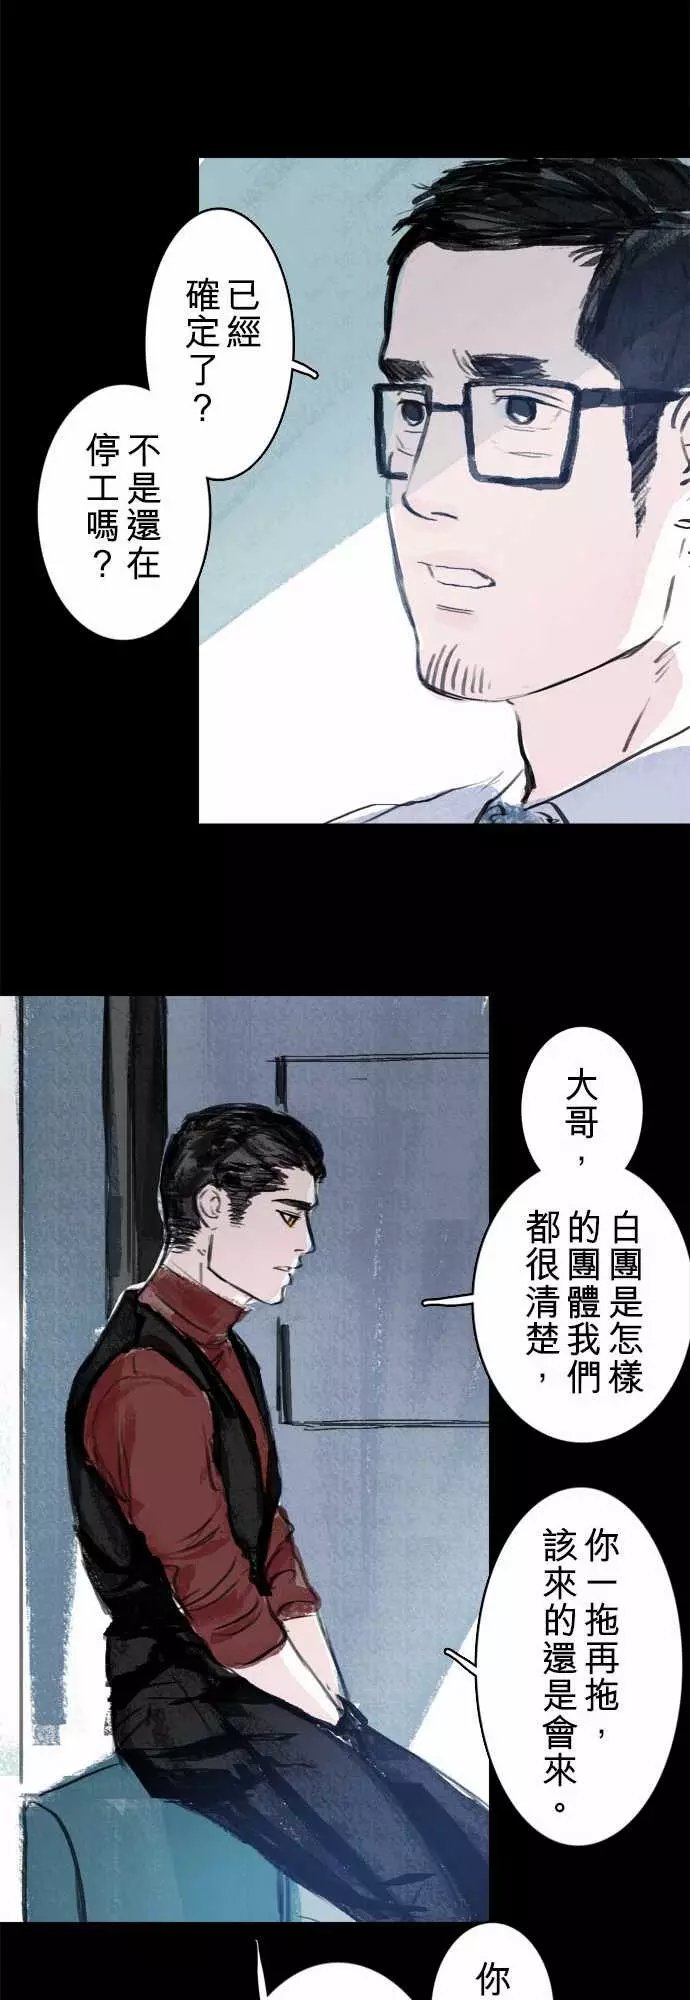 已經
確定了？
不是還在
停工嗎？
大哥，
白團是怎樣
的團體我們
都很清楚，
你一拖再拖，
該來的還是會來。
你